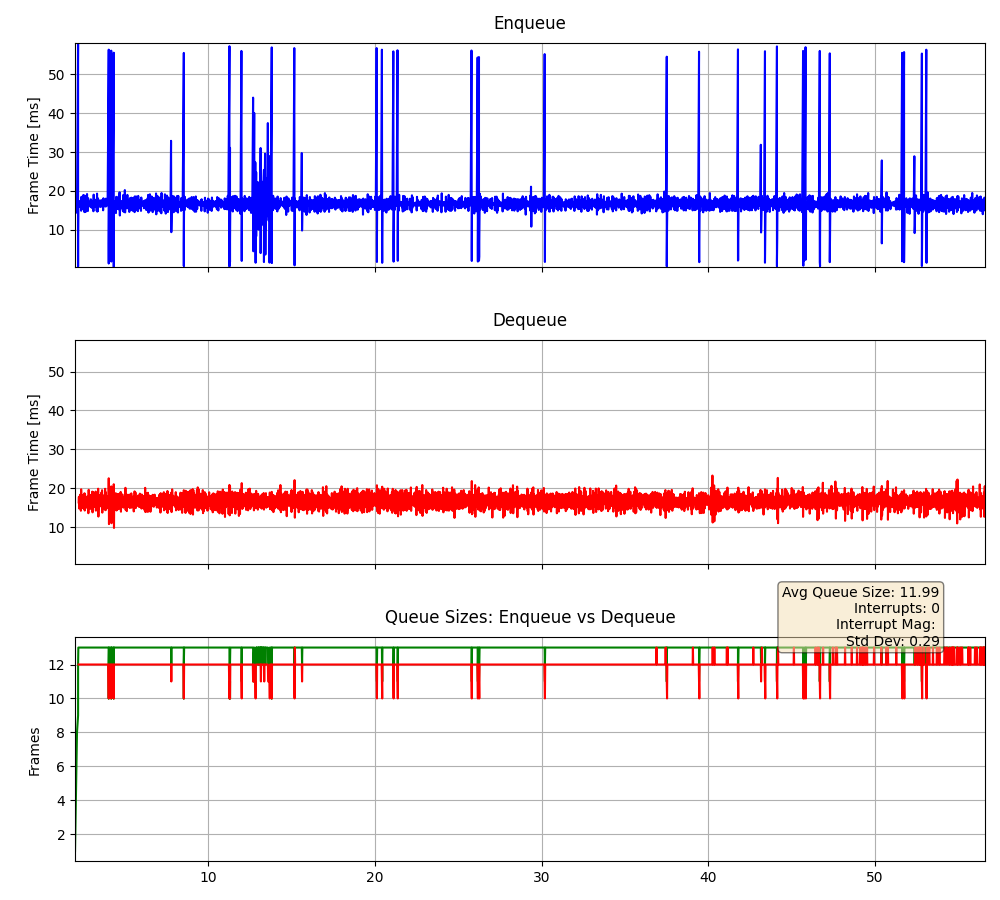 Enqueue
Frame Time [ms]
50
40
30
20
10
Dequeue
Frame Time [ms]
50
40
30
20
10
Avg Queue Size: 11.99
Interrupts: 0
Interrupt Mag:
Std Dev: 0.29
Queue Sizes: Enqueue vs Dequeue
Frames
12
10
8
6
4
2
10 20 30 40 50